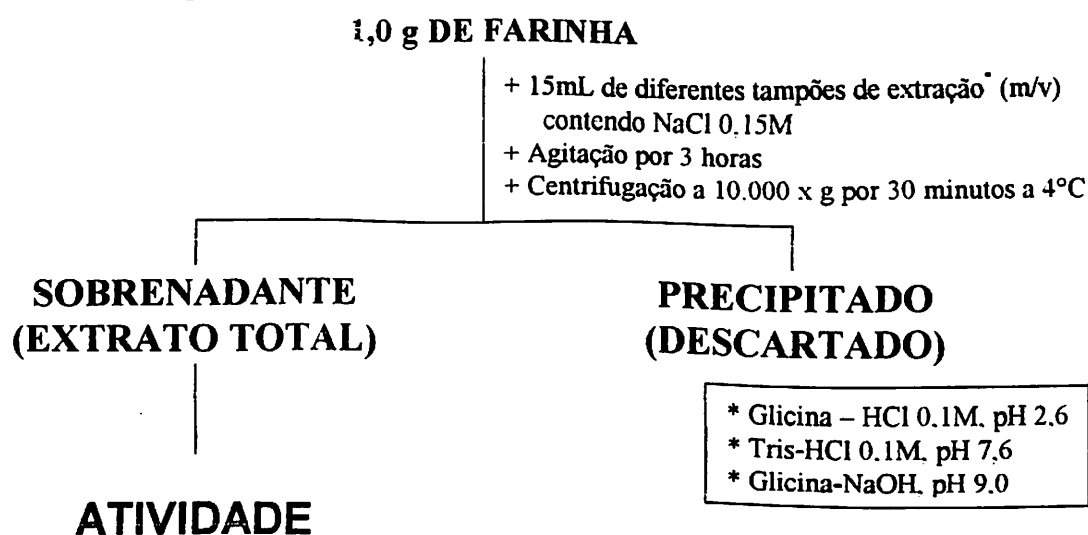 1,0 g DE FARINHA
+ 15mL de diferentes tampões de extração* (m/v)
contendo NaCl 0.15M
+ Agitação por 3 horas
+ Centrifugação a 10.000 x g por 30 minutos a 4°C
SOBRENADANTE
(EXTRATO TOTAL)
PRECIPITADO
(DESCARTADO)
* Glicina – HCl 0.1M. pH 2.6
* Tris-HCl 0.1M. pH 7.6
* Glicina-NaOH. pH 9.0
ATIVIDADE